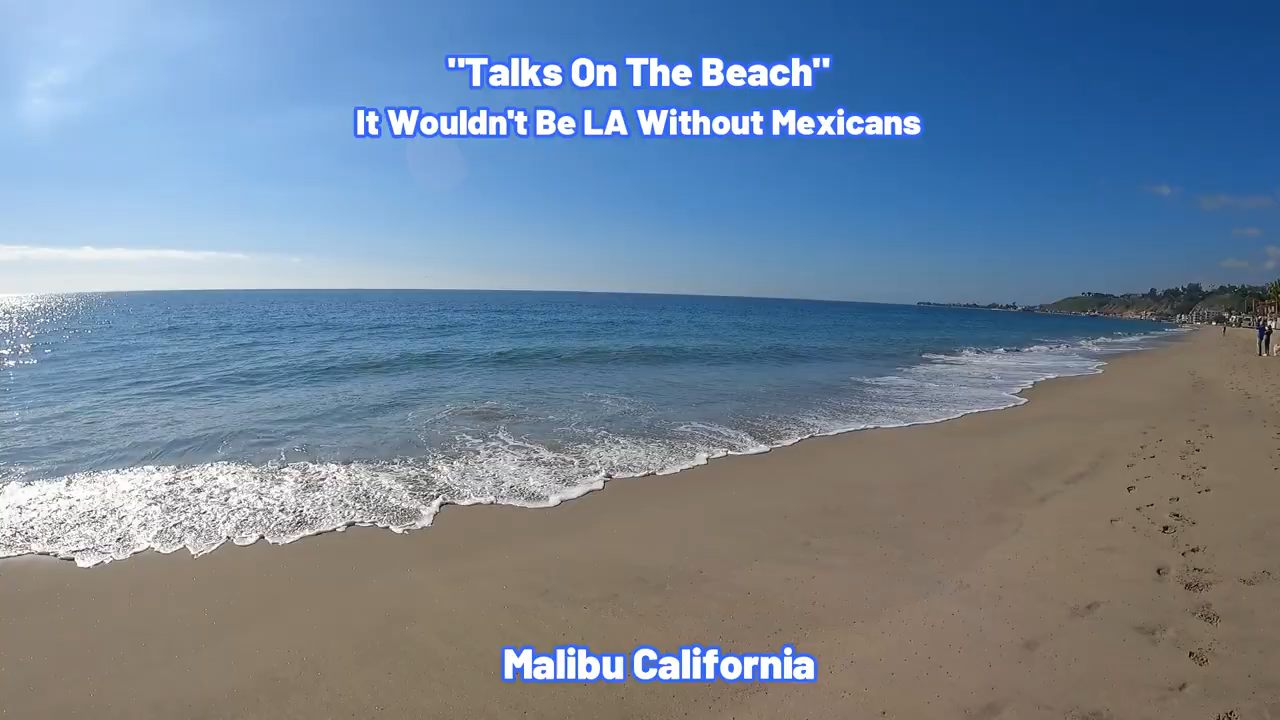 "Talks On The Beach"
It Wouldn't Be LA Without Mexicans
Malibu California